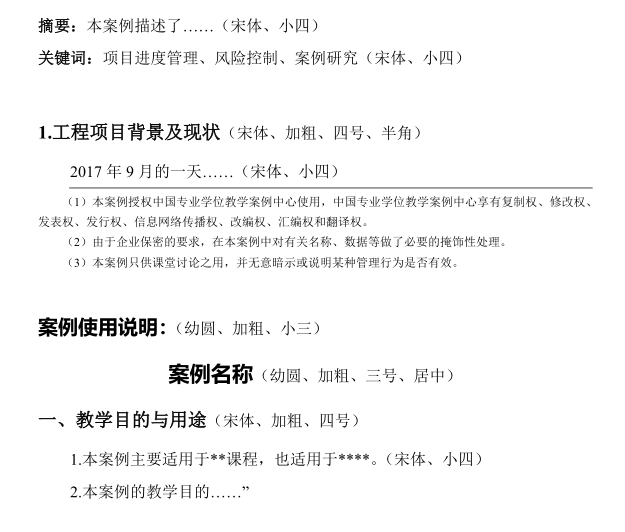 摘要：本案例描述了……（宋体、小四）
关键词：项目进度管理、风险控制、案例研究（宋体、小四）
1.工程项目背景及现状（宋体、加粗、四号、半角）
2017 年 9 月的一天……（宋体、小四）
（1）本案例授权中国专业学位教学案例中心使用，中国专业学位教学案例中心享有复制权、修改权、
发表权、发行权、信息网络传播权、改编权、汇编权和翻译权。
（2）由于企业保密的要求，在本案例中对有关名称、数据等做了必要的掩饰性处理。
（3）本案例只供课堂讨论之用，并无意暗示或说明某种管理行为是否有效。
案例使用说明：（幼圆、加粗、小三）
案例名称（幼圆、加粗、三号、居中）
一、教学目的与用途（宋体、加粗、四号）
1.本案例主要适用于**课程，也适用于****。（宋体、小四）
2.本案例的教学目的……”